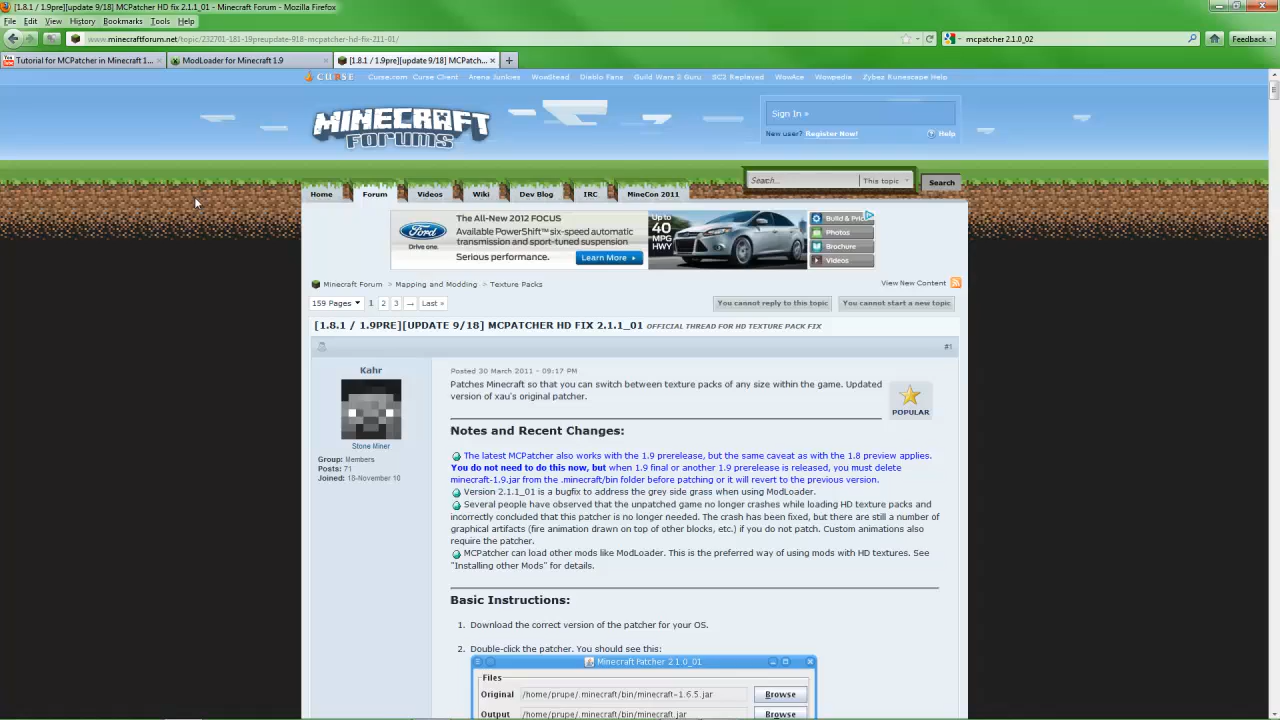 [1.8.1 / 1.9pre][update 9/18] MCPatcher HD fix 2.1.1_01 - Minecraft Forum - Mozilla Firefox
File Edit View History Bookmarks Tools Help
www.minecraftforum.net/topic/232701-181-19preupdate-918-mcpatcher-hd-fix-211-01/
mcpatcher 2.1.0_02
Feedback
Tutorial for MCPatcher in Minecraft 1...
ModLoader for Minecraft 1.9
[1.8.1 / 1.9pre][update 9/18] MCPatch...
CURSE
Curse.com Curse Client Arena Junkies WowStead Diablo Fans Guild Wars 2 Guru SC2 Replayed WowAce Wowpedia Zybez Runescape Help
MINECRAFT FORUMS
Sign In »
New user? Register Now!
Help
Home Forum Videos Wiki Dev Blog IRC MineCon 2011
Search...
This topic
Search
Ford
Drive one.
The All-New 2012 FOCUS
Available PowerShift™ six-speed automatic
transmission and sport-tuned suspension
Serious performance.
Learn More
Up to
40
MPG
HWY
Build & Pric
Photos
Brochure
Videos
Minecraft Forum > Mapping and Modding > Texture Packs
View New Content
159 Pages 1 2 3 → Last »
You cannot reply to this topic
You cannot start a new topic
[1.8.1 / 1.9PRE][UPDATE 9/18] MCPATCHER HD FIX 2.1.1_01 OFFICIAL THREAD FOR HD TEXTURE PACK FIX
#1
Kahr
Stone Miner
Group: Members
Posts: 71
Joined: 18-November 10
Posted 30 March 2011 - 09:17 PM
Patches Minecraft so that you can switch between texture packs of any size within the game. Updated
version of xau's original patcher.
POPULAR
Notes and Recent Changes:
The latest MCPatcher also works with the 1.9 prerelease, but the same caveat as with the 1.8 preview applies.
You do not need to do this now, but when 1.9 final or another 1.9 prerelease is released, you must delete
minecraft-1.9.jar from the .minecraft/bin folder before patching or it will revert to the previous version.
Version 2.1.1_01 is a bugfix to address the grey side grass when using ModLoader.
Several people have observed that the unpatched game no longer crashes while loading HD texture packs and
incorrectly concluded that this patcher is no longer needed. The crash has been fixed, but there are still a number of
graphical artifacts (fire animation drawn on top of other blocks, etc.) if you do not patch. Custom animations also
require the patcher.
MCPatcher can load other mods like ModLoader. This is the preferred way of using mods with HD textures. See
"Installing other Mods" for details.
Basic Instructions:
1. Download the correct version of the patcher for your OS.
2. Double-click the patcher. You should see this:
Minecraft Patcher 2.1.0_01
Files
Original /home/prupe/.minecraft/bin/minecraft-1.6.5.jar Browse
Output /home/prupe/.minecraft/bin/minecraft.jar Browse